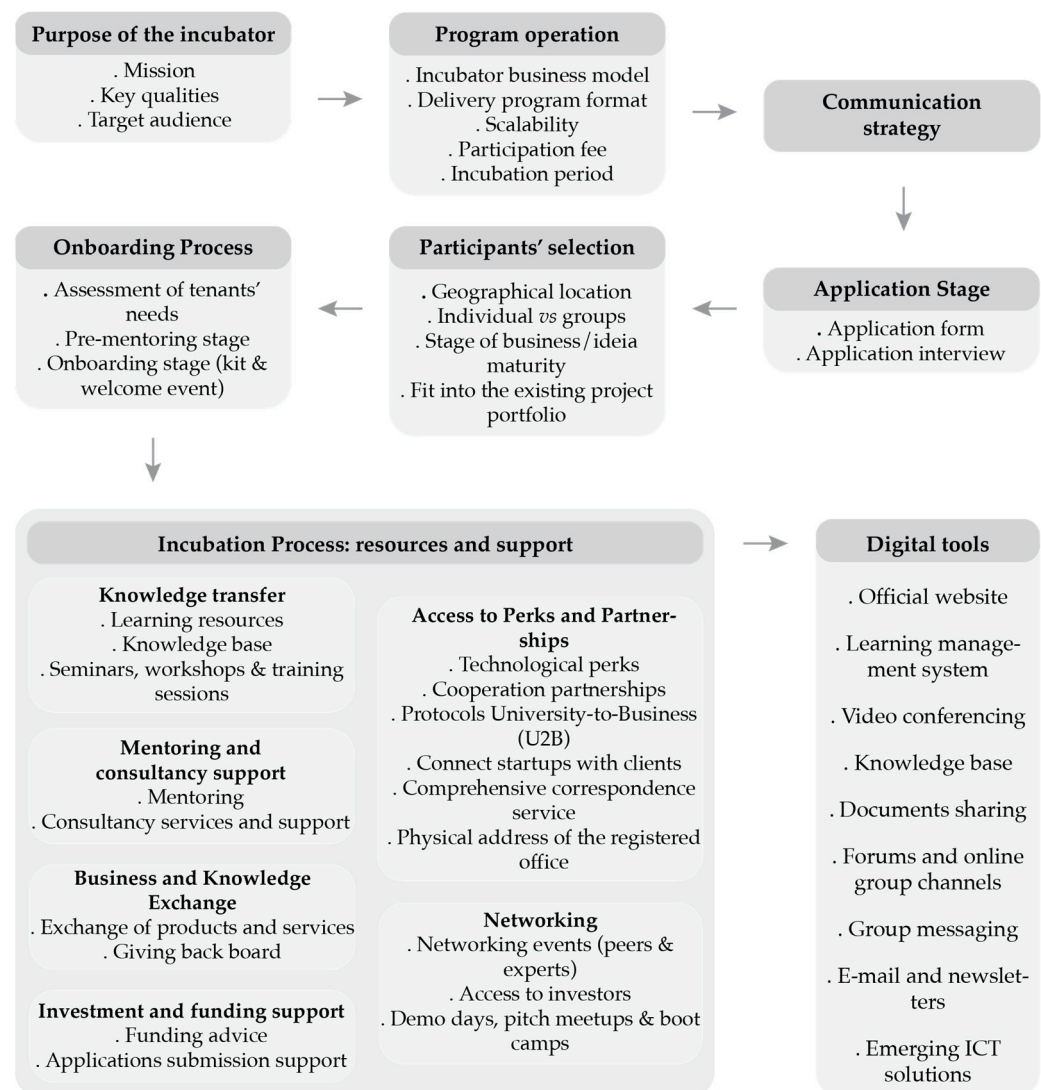 Purpose of the incubator
. Mission
. Key qualities
. Target audience
Program operation
. Incubator business model
. Delivery program format
. Scalability
. Participation fee
. Incubation period
Communication
strategy
Application Stage
. Application form
. Application interview
Participants' selection
. Geographical location
. Individual vs groups
. Stage of business/ideia
maturity
. Fit into the existing project
portfolio
Onboarding Process
. Assessment of tenants'
needs
. Pre-mentoring stage
. Onboarding stage (kit &
welcome event)
Incubation Process: resources and support
Knowledge transfer
. Learning resources
. Knowledge base
. Seminars, workshops & training
sessions
Mentoring and
consultancy support
. Mentoring
. Consultancy services and support
Business and Knowledge
Exchange
. Exchange of products and services
. Giving back board
Investment and funding support
. Funding advice
. Applications submission support
Access to Perks and Partner-
ships
. Technological perks
. Cooperation partnerships
. Protocols University-to-Business
(U2B)
. Connect startups with clients
. Comprehensive correspondence
service
. Physical address of the registered
office
Networking
. Networking events (peers &
experts)
. Access to investors
. Demo days, pitch meetups & boot
camps
Digital tools
. Official website
. Learning manage-
ment system
. Video conferencing
. Knowledge base
. Documents sharing
. Forums and online
group channels
. Group messaging
. E-mail and newslet-
ters
. Emerging ICT
solutions